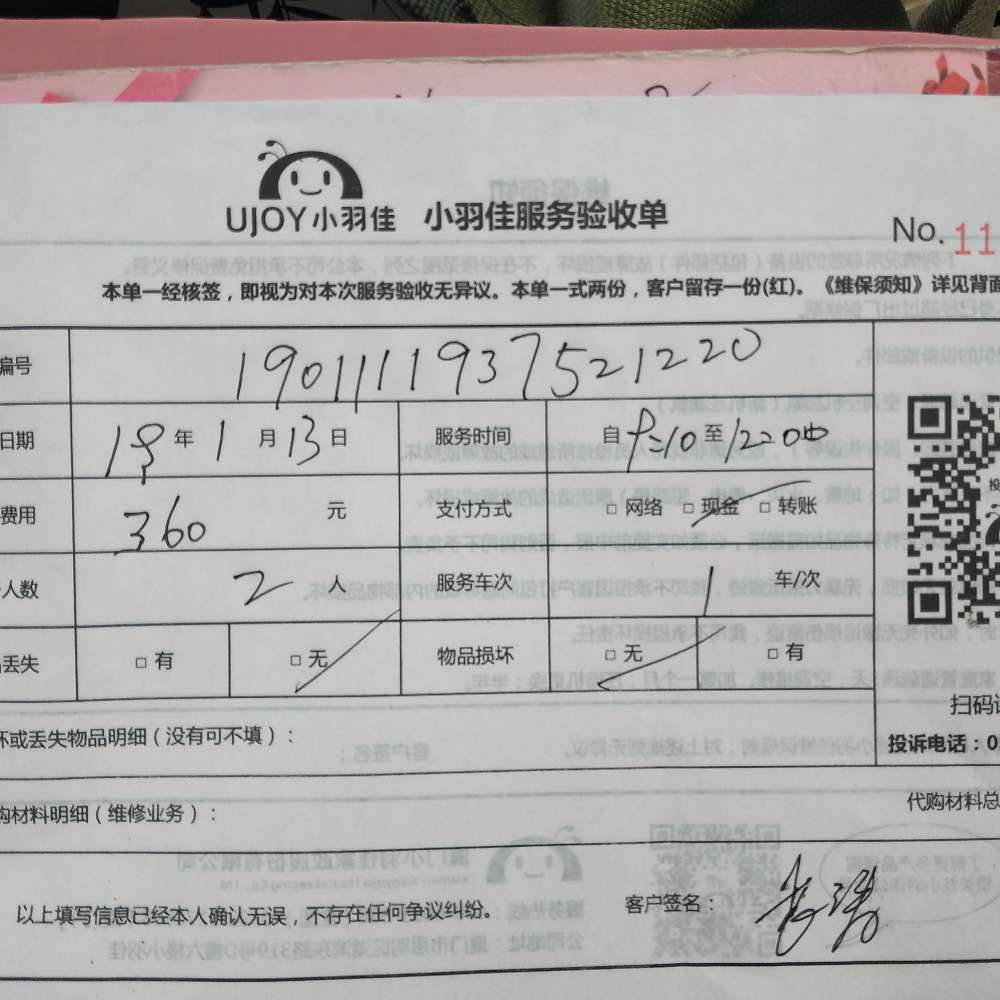 UJOY小羽佳 小羽佳服务验收单
No. 11
本单一经核签，即视为对本次服务验收无异议。本单一式两份，客户留存一份(红)。《维保须知》详见背面
编号 1901111937521220
日期 19年1月13日 服务时间 自9:10至12:00
费用 360元 支付方式 □ 网络 □ 现金 □ 转账
人数 2人 服务车次 1车/次
丢失 □ 有 □ 无 物品损坏 □ 无 □ 有
坏或丢失物品明细（没有可不填）：
扫码
投诉电话：0
购材料明细（维修业务）：
代购材料总
以上填写信息已经本人确认无误，不存在任何争议纠纷。
客户签名：